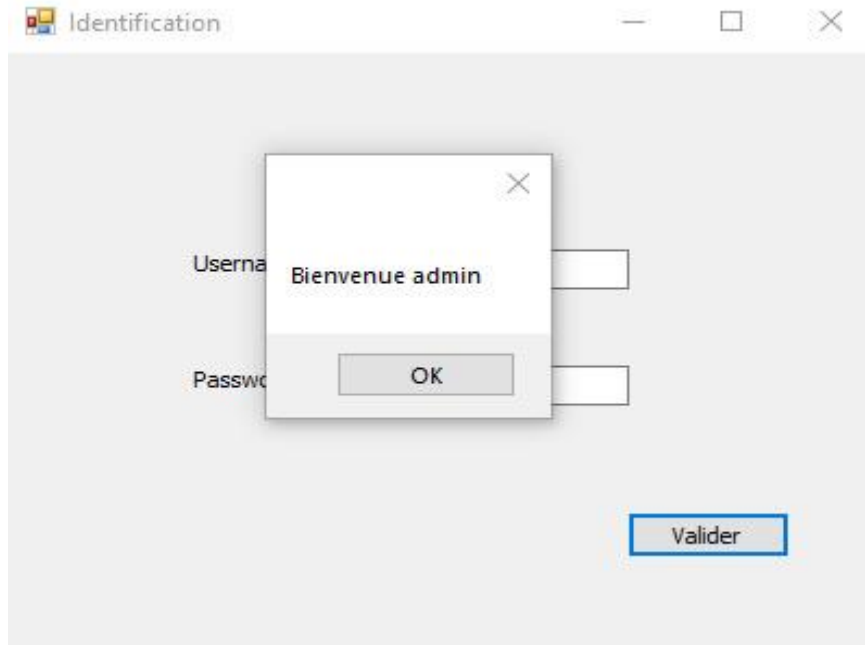 Identification
Userna
Bienvenue admin
Passwo
OK
Valider